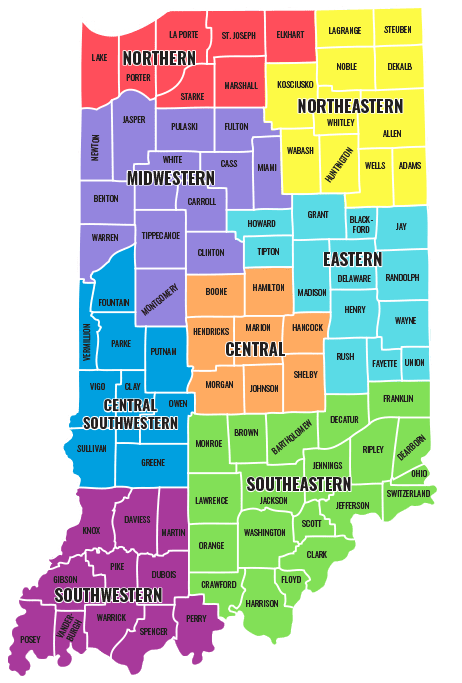 LAGRANGE
STEUBEN
LA PORTE
ST. JOSEPH
ELKHART
LAKE
NORTHERN
PORTER
NOBLE
DEKALB
STARKE
MARSHALL
KOSCIUSKO
NORTHEASTERN
JASPER
PULASKI
FULTON
WHITLEY
ALLEN
NEWTON
WABASH
HUNTINGTON
WHITE
CASS
MIAMI
WELLS
ADAMS
MIDWESTERN
BENTON
CARROLL
HOWARD
GRANT
BLACK-
FORD
JAY
WARREN
TIPPECANOE
CLINTON
TIPTON
EASTERN
DELAWARE
RANDOLPH
FOUNTAIN
MONTGOMERY
BOONE
HAMILTON
MADISON
HENRY
WAYNE
VERMILLION
PARKE
PUTNAM
HENDRICKS
MARION
HANCOCK
CENTRAL
RUSH
FAYETTE
UNION
VIGO
CLAY
MORGAN
JOHNSON
SHELBY
CENTRAL
SOUTHWESTERN
OWEN
FRANKLIN
SULLIVAN
GREENE
MONROE
BROWN
BARTHOLOMEW
DECATUR
RIPLEY
DEARBORN
JENNINGS
OHIO
SOUTHEASTERN
SWITZERLAND
LAWRENCE
JACKSON
JEFFERSON
KNOX
DAVIESS
MARTIN
ORANGE
WASHINGTON
SCOTT
CLARK
GIBSON
PIKE
DUBOIS
CRAWFORD
FLOYD
HARRISON
SOUTHWESTERN
POSEY
VANDER-
BURGH
WARRICK
SPENCER
PERRY